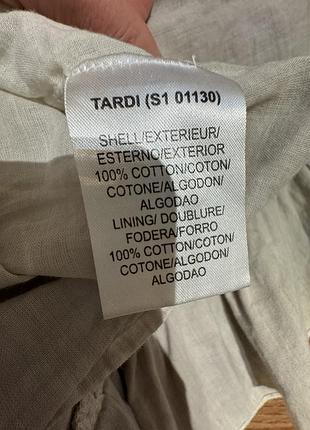 TARDI (S1 01130)
SHELL/EXTERIEUR/
ESTERNO/EXTERIOR
100% COTTON/COTON/
COTONE/ALGODON/
ALGODAO
LINING/ DOUBLURE/
FODERA/FORRO
100% COTTON/COTON/
COTONE/ALGODON/
ALGODAO